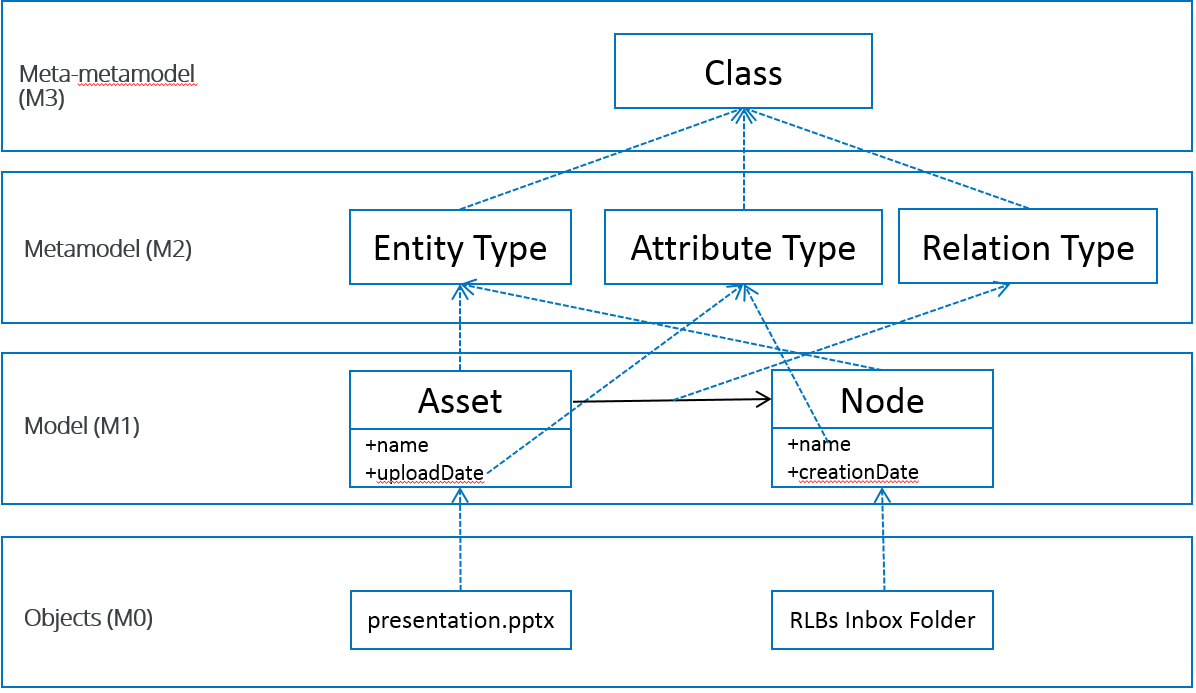 Meta-metamodel
(M3)
Class
Metamodel (M2)
Entity Type
Attribute Type
Relation Type
Model (M1)
Asset
+name
+uploadDate
Node
+name
+creationDate
Objects (M0)
presentation.pptx
RLBs Inbox Folder